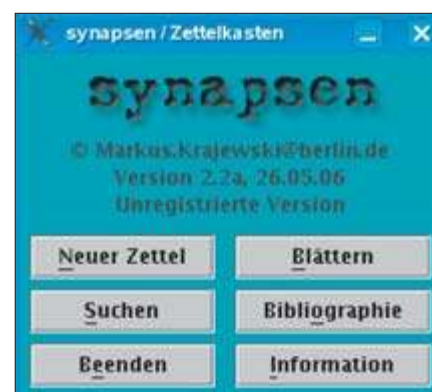 synapsen / Zettelkasten
synapsen
© Markus.Krajewski@berlin.de
Version 2.2a, 26.05.06
Unregistrierte Version
Neuer Zettel
Blättern
Suchen
Bibliographie
Beenden
Information